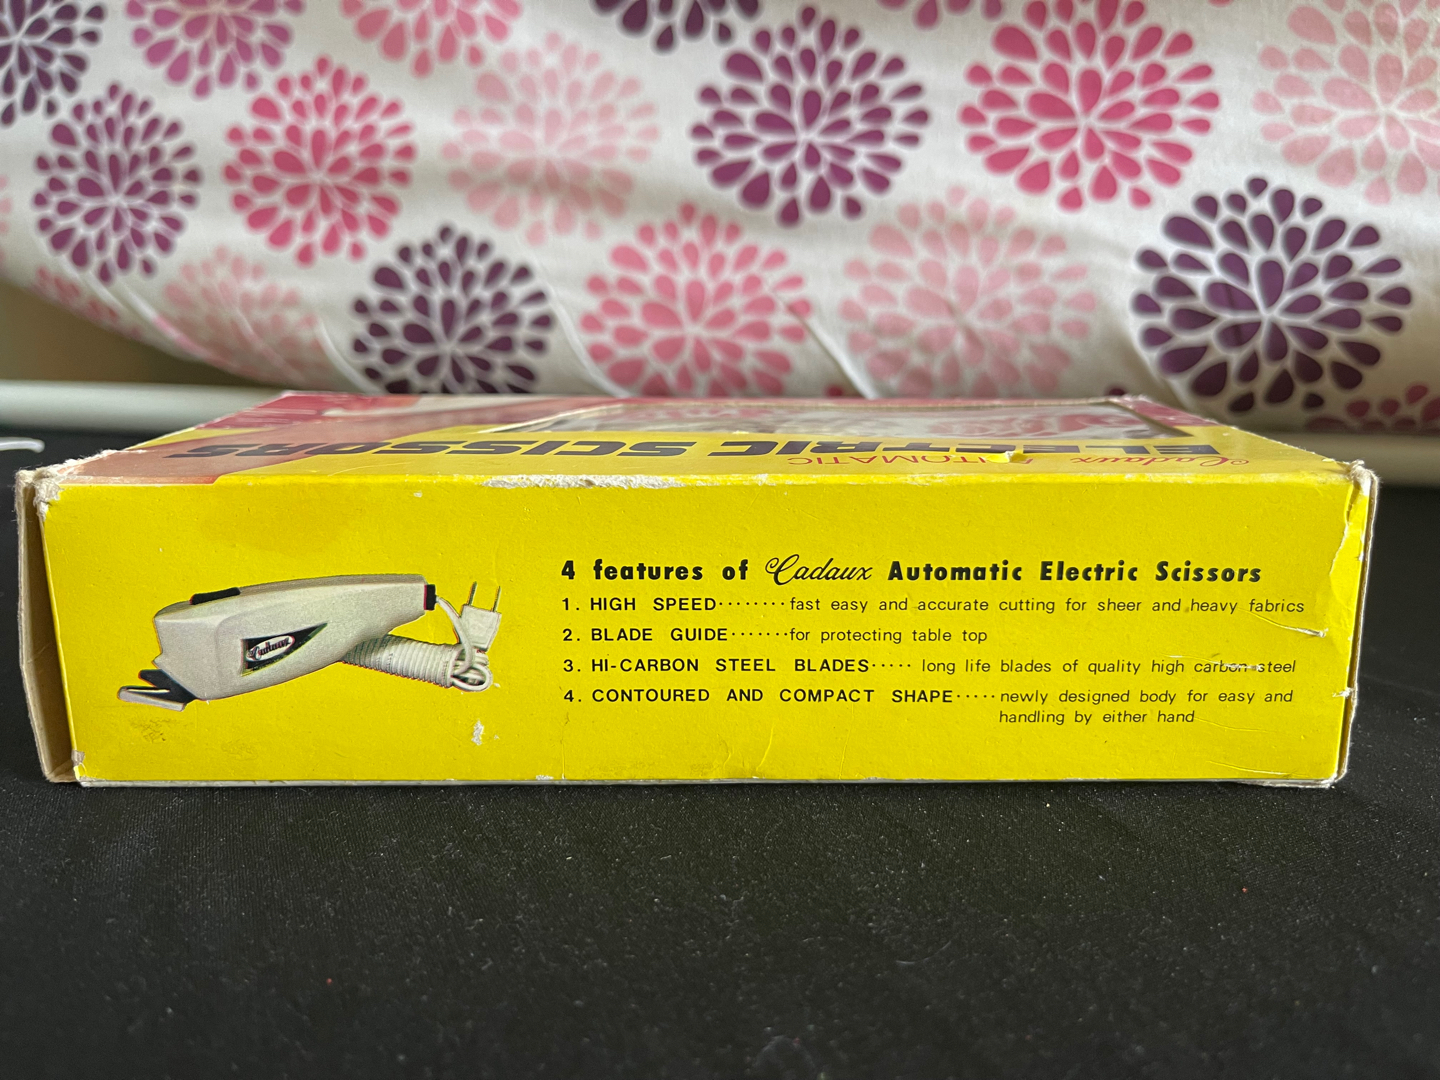 Cadaux AUTOMATIC
ELECTRIC SCISSORS
Cadaux
4 features of Cadaux Automatic Electric Scissors
1. HIGH SPEED········fast easy and accurate cutting for sheer and heavy fabrics
2. BLADE GUIDE·······for protecting table top
3. HI-CARBON STEEL BLADES····· long life blades of quality high carbon steel
4. CONTOURED AND COMPACT SHAPE·····newly designed body for easy and
handling by either hand